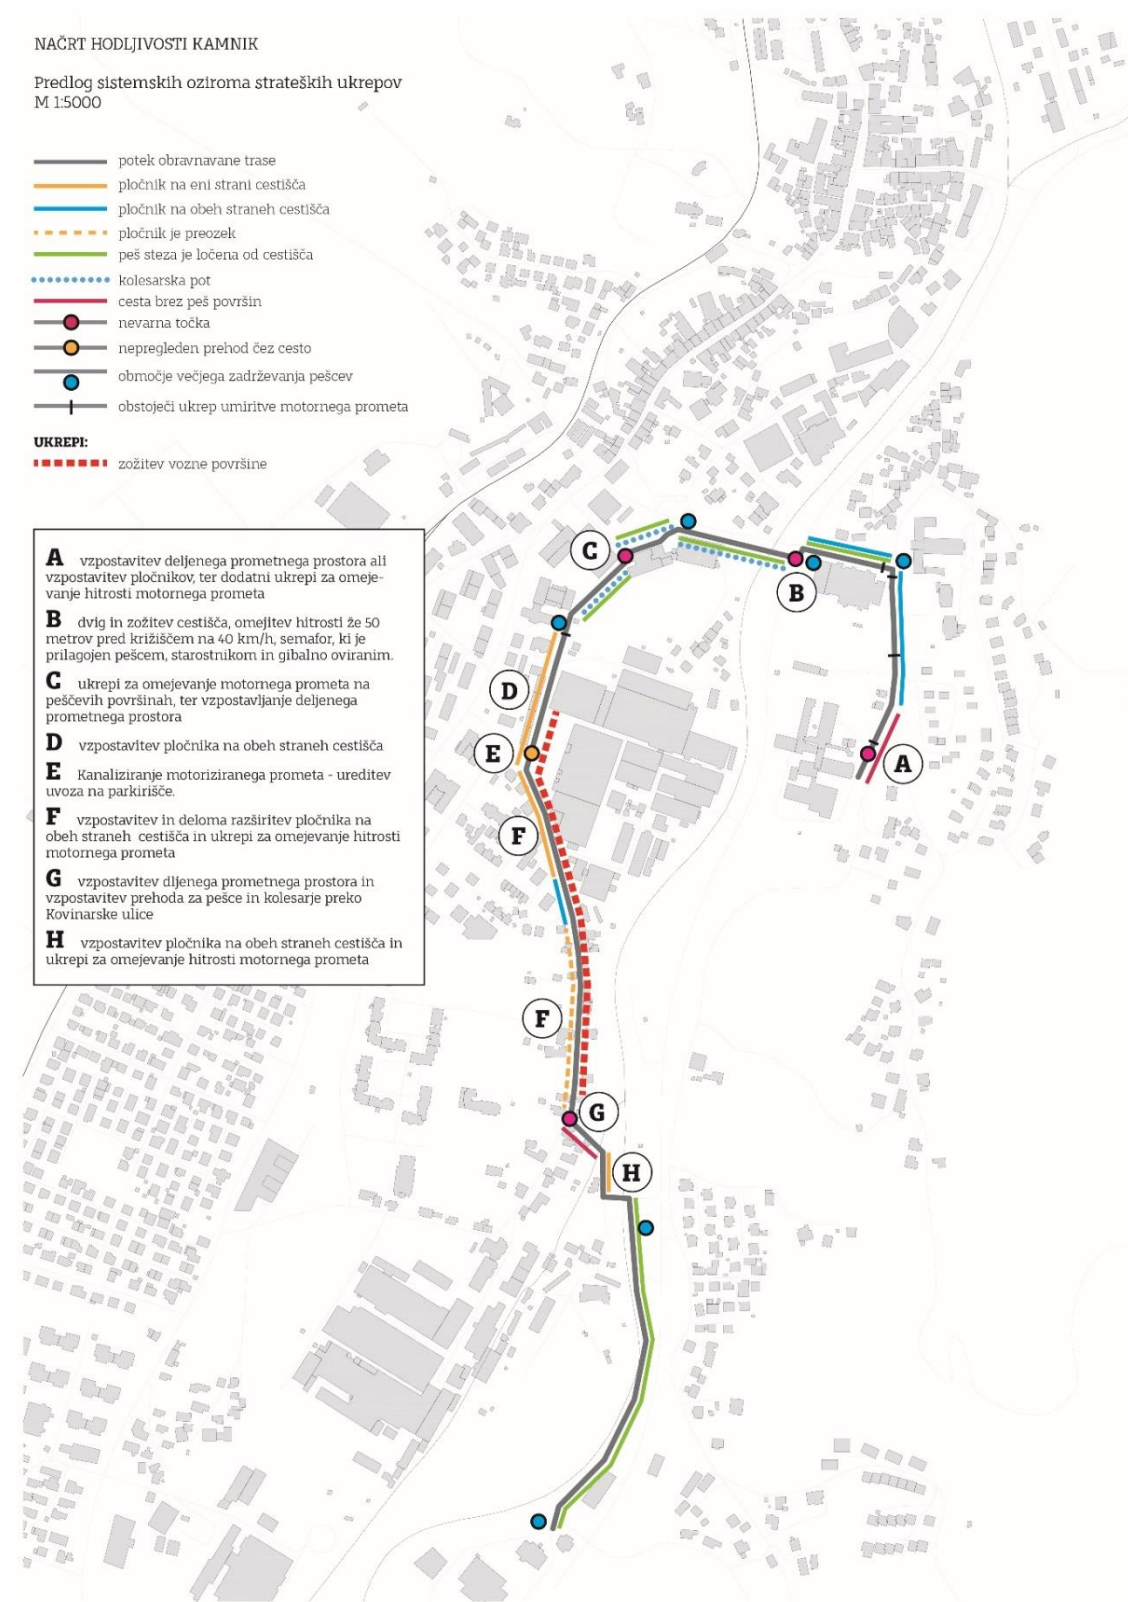 NAČRT HODLJIVOSTI KAMNIK
Predlog sistemskih oziroma strateških ukrepov
M 1:5000
potek obravnavane trase
pločnik na eni strani cestišča
pločnik na obeh straneh cestišča
pločnik je preozek
peš steza je ločena od cestišča
kolesarska pot
cesta brez peš površin
nevarna točka
nepregleden prehod čez cesto
območje večjega zadrževanja pešcev
obstoječi ukrep umiritve motornega prometa
UKREPI:
zožitev vozne površine
A vzpostavitev deljenega prometnega prostora ali
vzpostavitev pločnikov, ter dodatni ukrepi za omeje-
vanje hitrosti motornega prometa
B dvig in zožitev cestišča, omejitev hitrosti že 50
metrov pred križiščem na 40 km/h, semafor, ki je
prilagojen pešcem, starostnikom in gibalno oviranim.
C ukrepi za omejevanje motornega prometa na
peščevih površinah, ter vzpostavljanje deljenega
prometnega prostora
D vzpostavitev pločnika na obeh straneh cestišča
E Kanaliziranje motoriziranega prometa - ureditev
uvoza na parkirišče.
F vzpostavitev in deloma razširitev pločnika na
obeh straneh cestišča in ukrepi za omejevanje hitrosti
motornega prometa
G vzpostavitev dljenega prometnega prostora in
vzpostavitev prehoda za pešce in kolesarje preko
Kovinarske ulice
H vzpostavitev pločnika na obeh straneh cestišča in
ukrepi za omejevanje hitrosti motornega prometa
C
B
D
E
A
F
F
G
H